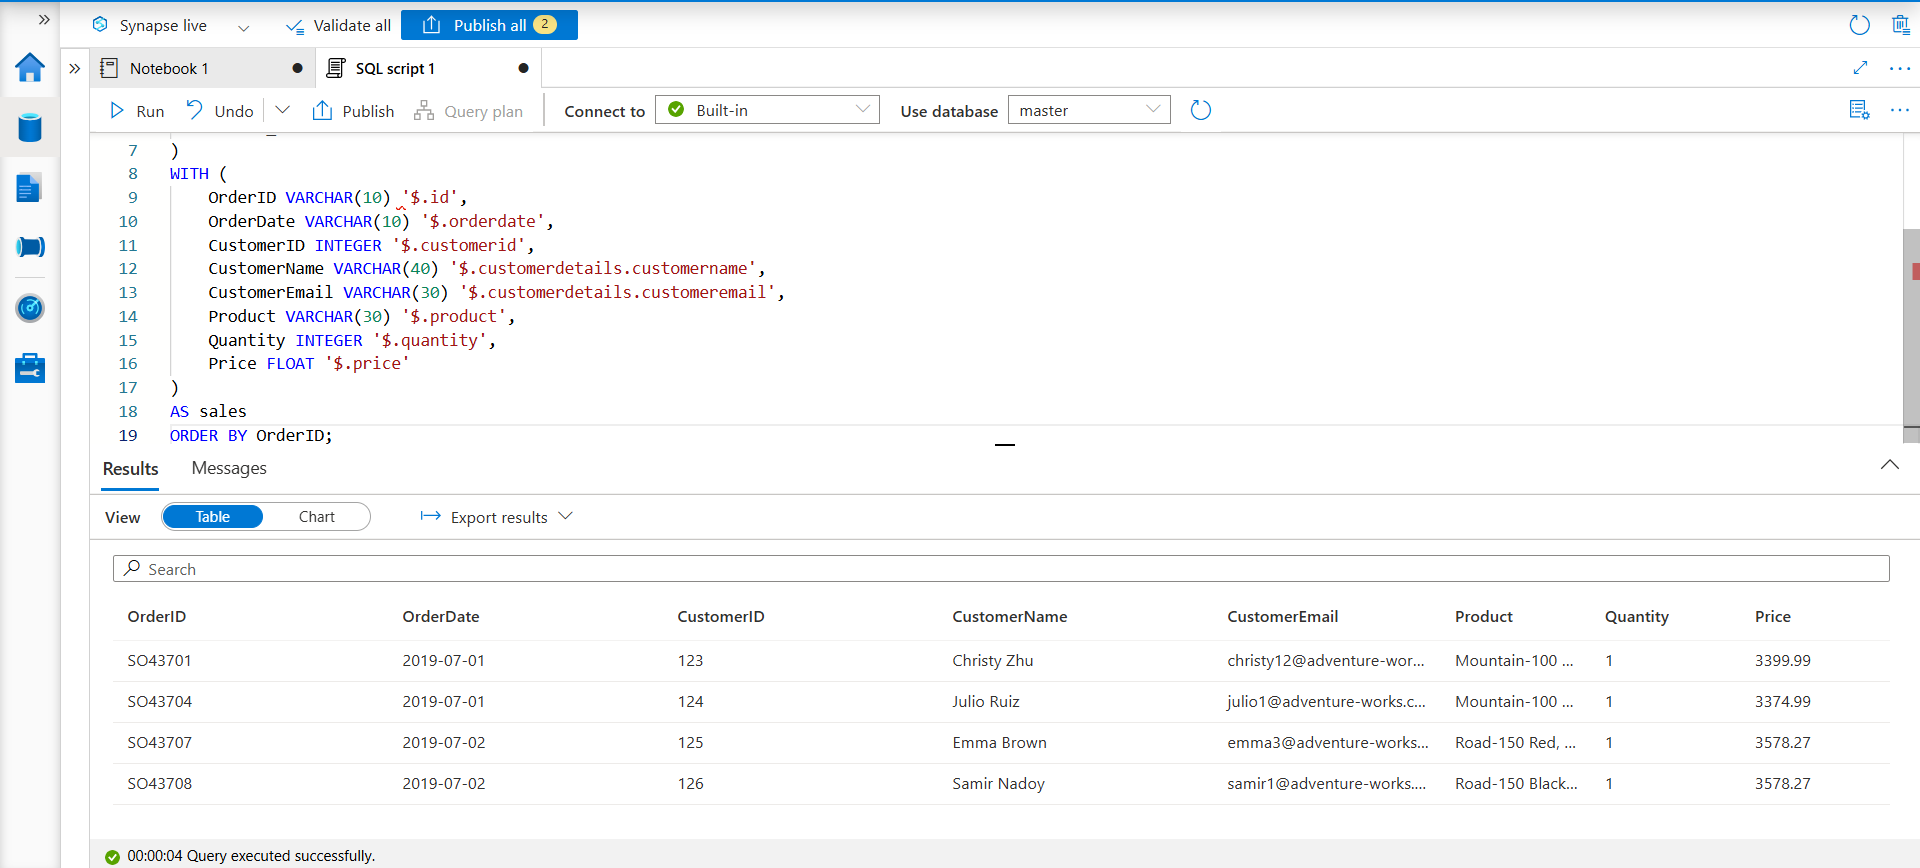 Synapse live Validate all Publish all 2
Notebook 1 SQL script 1
Run Undo Publish Query plan Connect to Built-in Use database master
7 )
8 WITH (
9 OrderID VARCHAR(10) '$.id',
10 OrderDate VARCHAR(10) '$.orderdate',
11 CustomerID INTEGER '$.customerid',
12 CustomerName VARCHAR(40) '$.customerdetails.customername',
13 CustomerEmail VARCHAR(30) '$.customerdetails.customeremail',
14 Product VARCHAR(30) '$.product',
15 Quantity INTEGER '$.quantity',
16 Price FLOAT '$.price'
17 )
18 AS sales
19 ORDER BY OrderID;
Results Messages
View Table Chart Export results
Search
OrderID OrderDate CustomerID CustomerName CustomerEmail Product Quantity Price
SO43701 2019-07-01 123 Christy Zhu christy12@adventure-wor... Mountain-100 ... 1 3399.99
SO43704 2019-07-01 124 Julio Ruiz julio1@adventure-works.c... Mountain-100 ... 1 3374.99
SO43707 2019-07-02 125 Emma Brown emma3@adventure-works... Road-150 Red, ... 1 3578.27
SO43708 2019-07-02 126 Samir Nadoy samir1@adventure-works.... Road-150 Black... 1 3578.27
00:00:04 Query executed successfully.